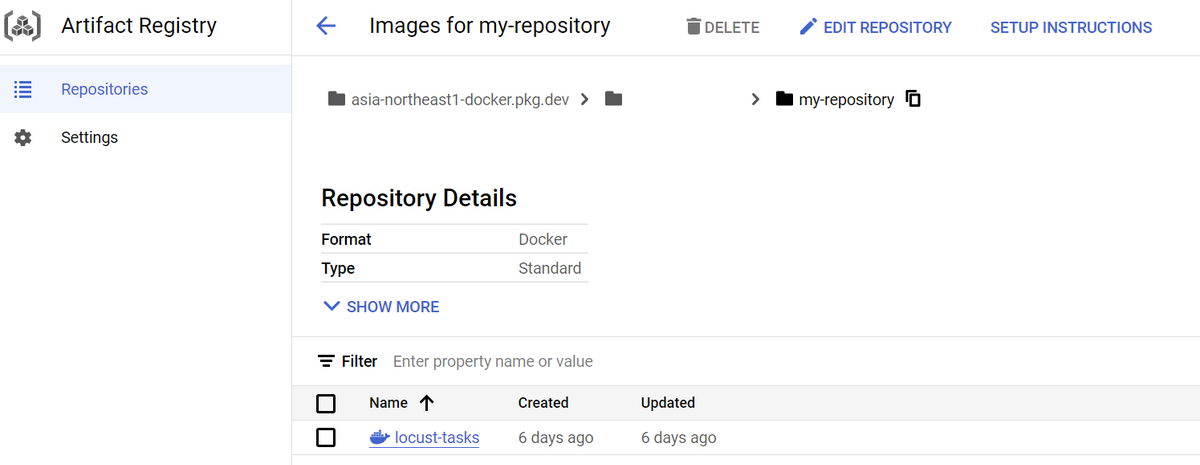 Artifact Registry
Images for my-repository
DELETE
EDIT REPOSITORY
SETUP INSTRUCTIONS
Repositories
Settings
asia-northeast1-docker.pkg.dev
my-repository
Repository Details
Format Docker
Type Standard
SHOW MORE
Filter Enter property name or value
Name Created Updated
locust-tasks 6 days ago 6 days ago